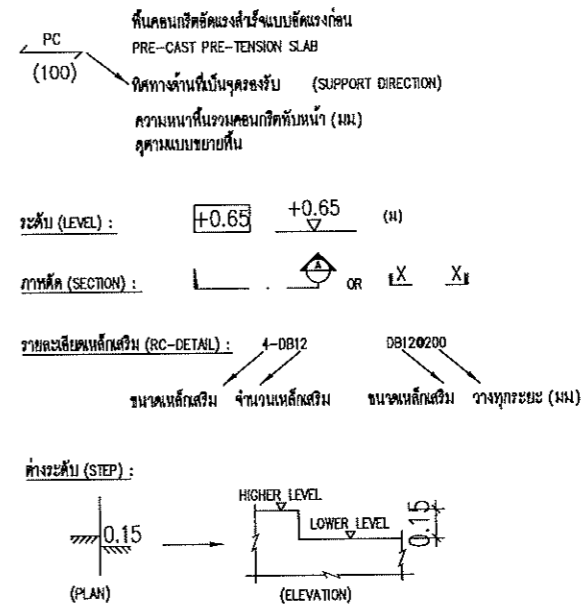 พื้นคอนกรีตอัดแรงสำเร็จแบบอัดแรงก่อน
PC
PRE-CAST PRE-TENSION SLAB
(100)
ทิศทางด้านที่เป็นจุดรองรับ (SUPPORT DIRECTION)
ความหนาพื้นรวมคอนกรีตทับหน้า (มม)
ดูตามแบบขยายพื้น
ระดับ (LEVEL) : +0.65 +0.65 (ม)
ภาพตัด (SECTION) : A OR X X
รายละเอียดเหล็กเสริม (RC-DETAIL) : 4-DB12 DB12@200
ขนาดเหล็กเสริม จำนวนเหล็กเสริม ขนาดเหล็กเสริม วางทุกระยะ (มม)
ต่างระดับ (STEP) :
HIGHER LEVEL
0.15 LOWER LEVEL 0.15
(PLAN) (ELEVATION)